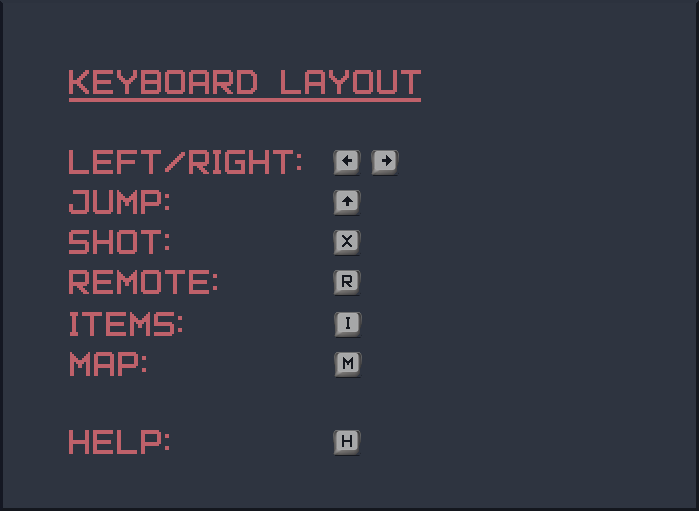 KEYBOARD LAYOUT
LEFT/RIGHT: ← →
JUMP: ↑
SHOT: X
REMOTE: R
ITEMS: I
MAP: M
HELP: H